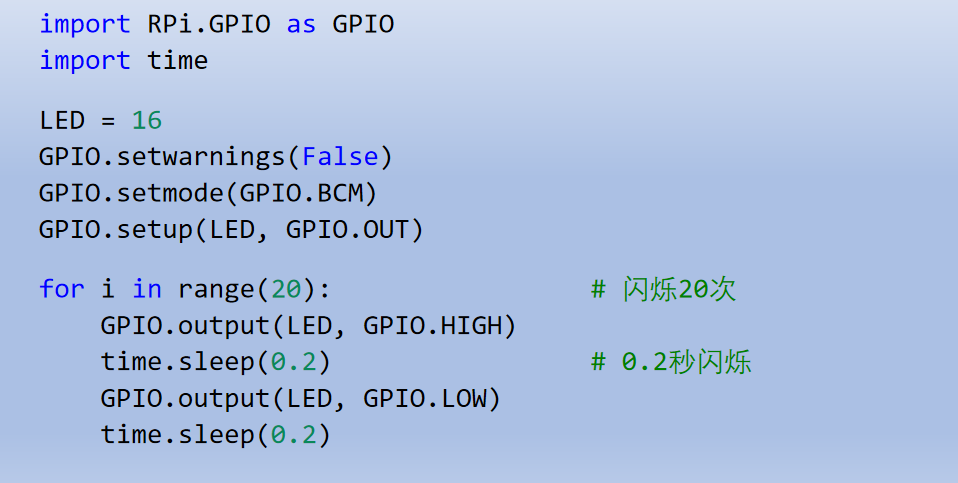 import RPi.GPIO as GPIO
import time
LED = 16
GPIO.setwarnings(False)
GPIO.setmode(GPIO.BCM)
GPIO.setup(LED, GPIO.OUT)
for i in range(20):                 # 闪烁20次
    GPIO.output(LED, GPIO.HIGH)
    time.sleep(0.2)                 # 0.2秒闪烁
    GPIO.output(LED, GPIO.LOW)
    time.sleep(0.2)